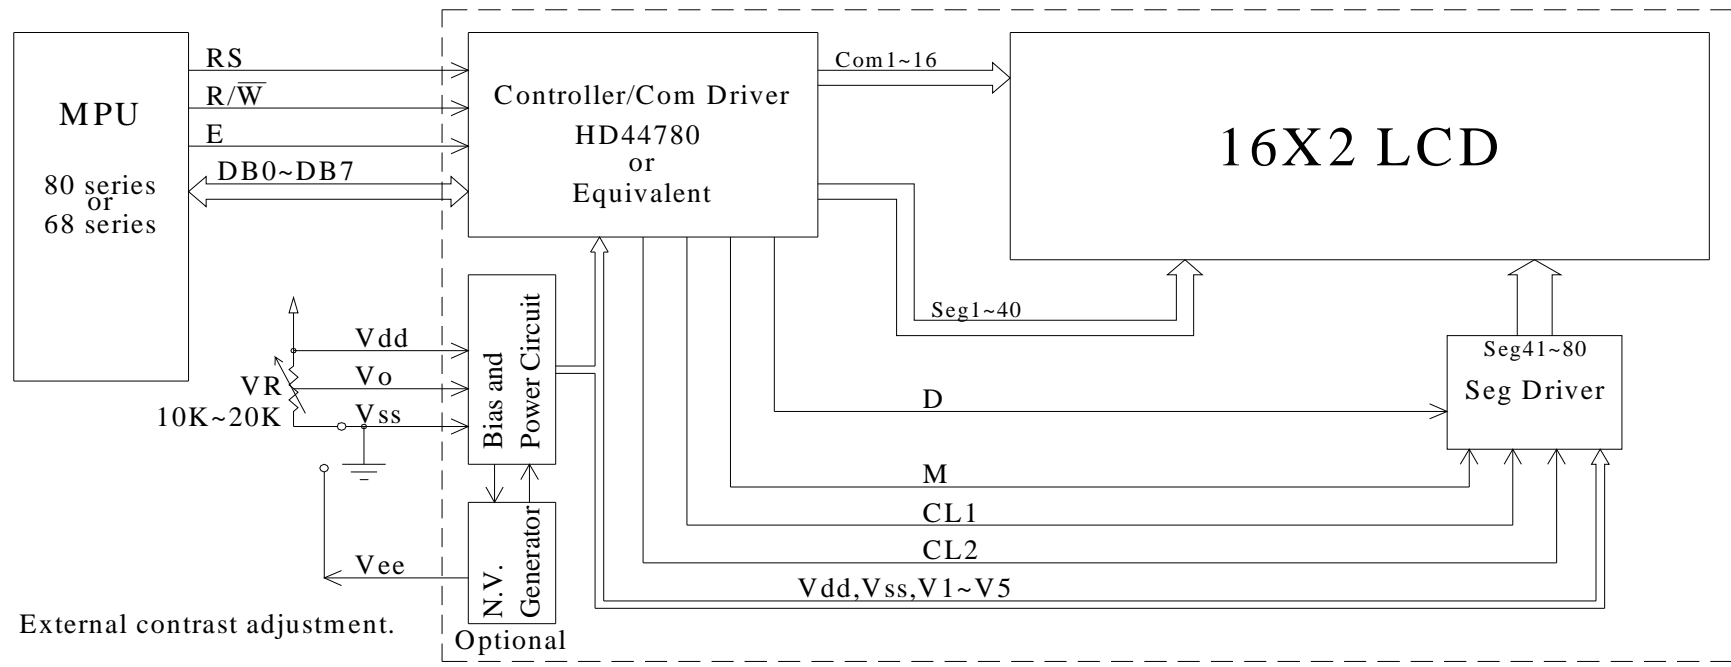 MPU
80 series
or
68 series
RS
R/W̅
E
DB0~DB7
Controller/Com Driver
HD44780
or
Equivalent
Com1~16
16X2 LCD
Seg1~40
Seg41~80
Seg Driver
Vdd
VR
Vo
10K~20K
Vss
Bias and
Power Circuit
D
M
CL1
CL2
Vdd,Vss,V1~V5
Vee
N.V.
Generator
External contrast adjustment.
Optional